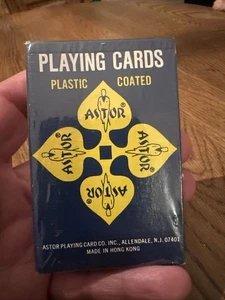 PLAYING CARDS
PLASTIC COATED
ASTOR®
ASTOR® ASTOR®
ASTOR®
ASTOR PLAYING CARD CO. INC., ALLENDALE, N.J. 07401
MADE IN HONG KONG